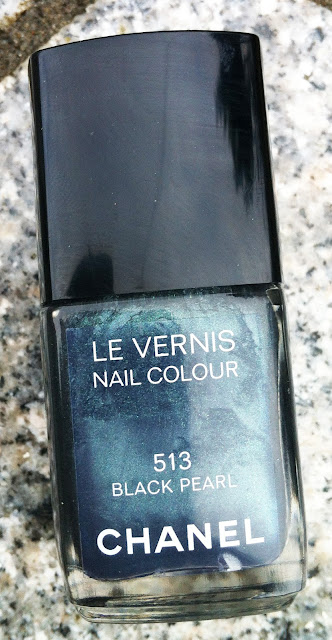 LE VERNIS
NAIL COLOUR
513
BLACK PEARL
CHANEL